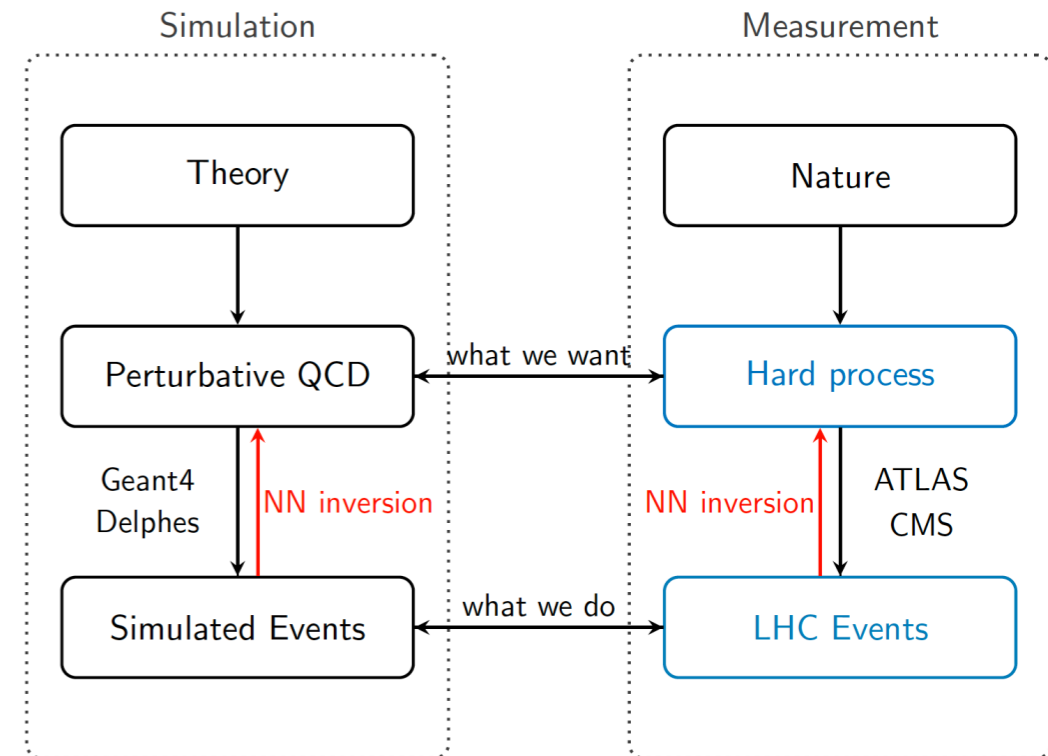 Simulation
Measurement
Theory
Nature
Perturbative QCD
what we want
Hard process
Geant4
Delphes
NN inversion
NN inversion
ATLAS
CMS
Simulated Events
what we do
LHC Events